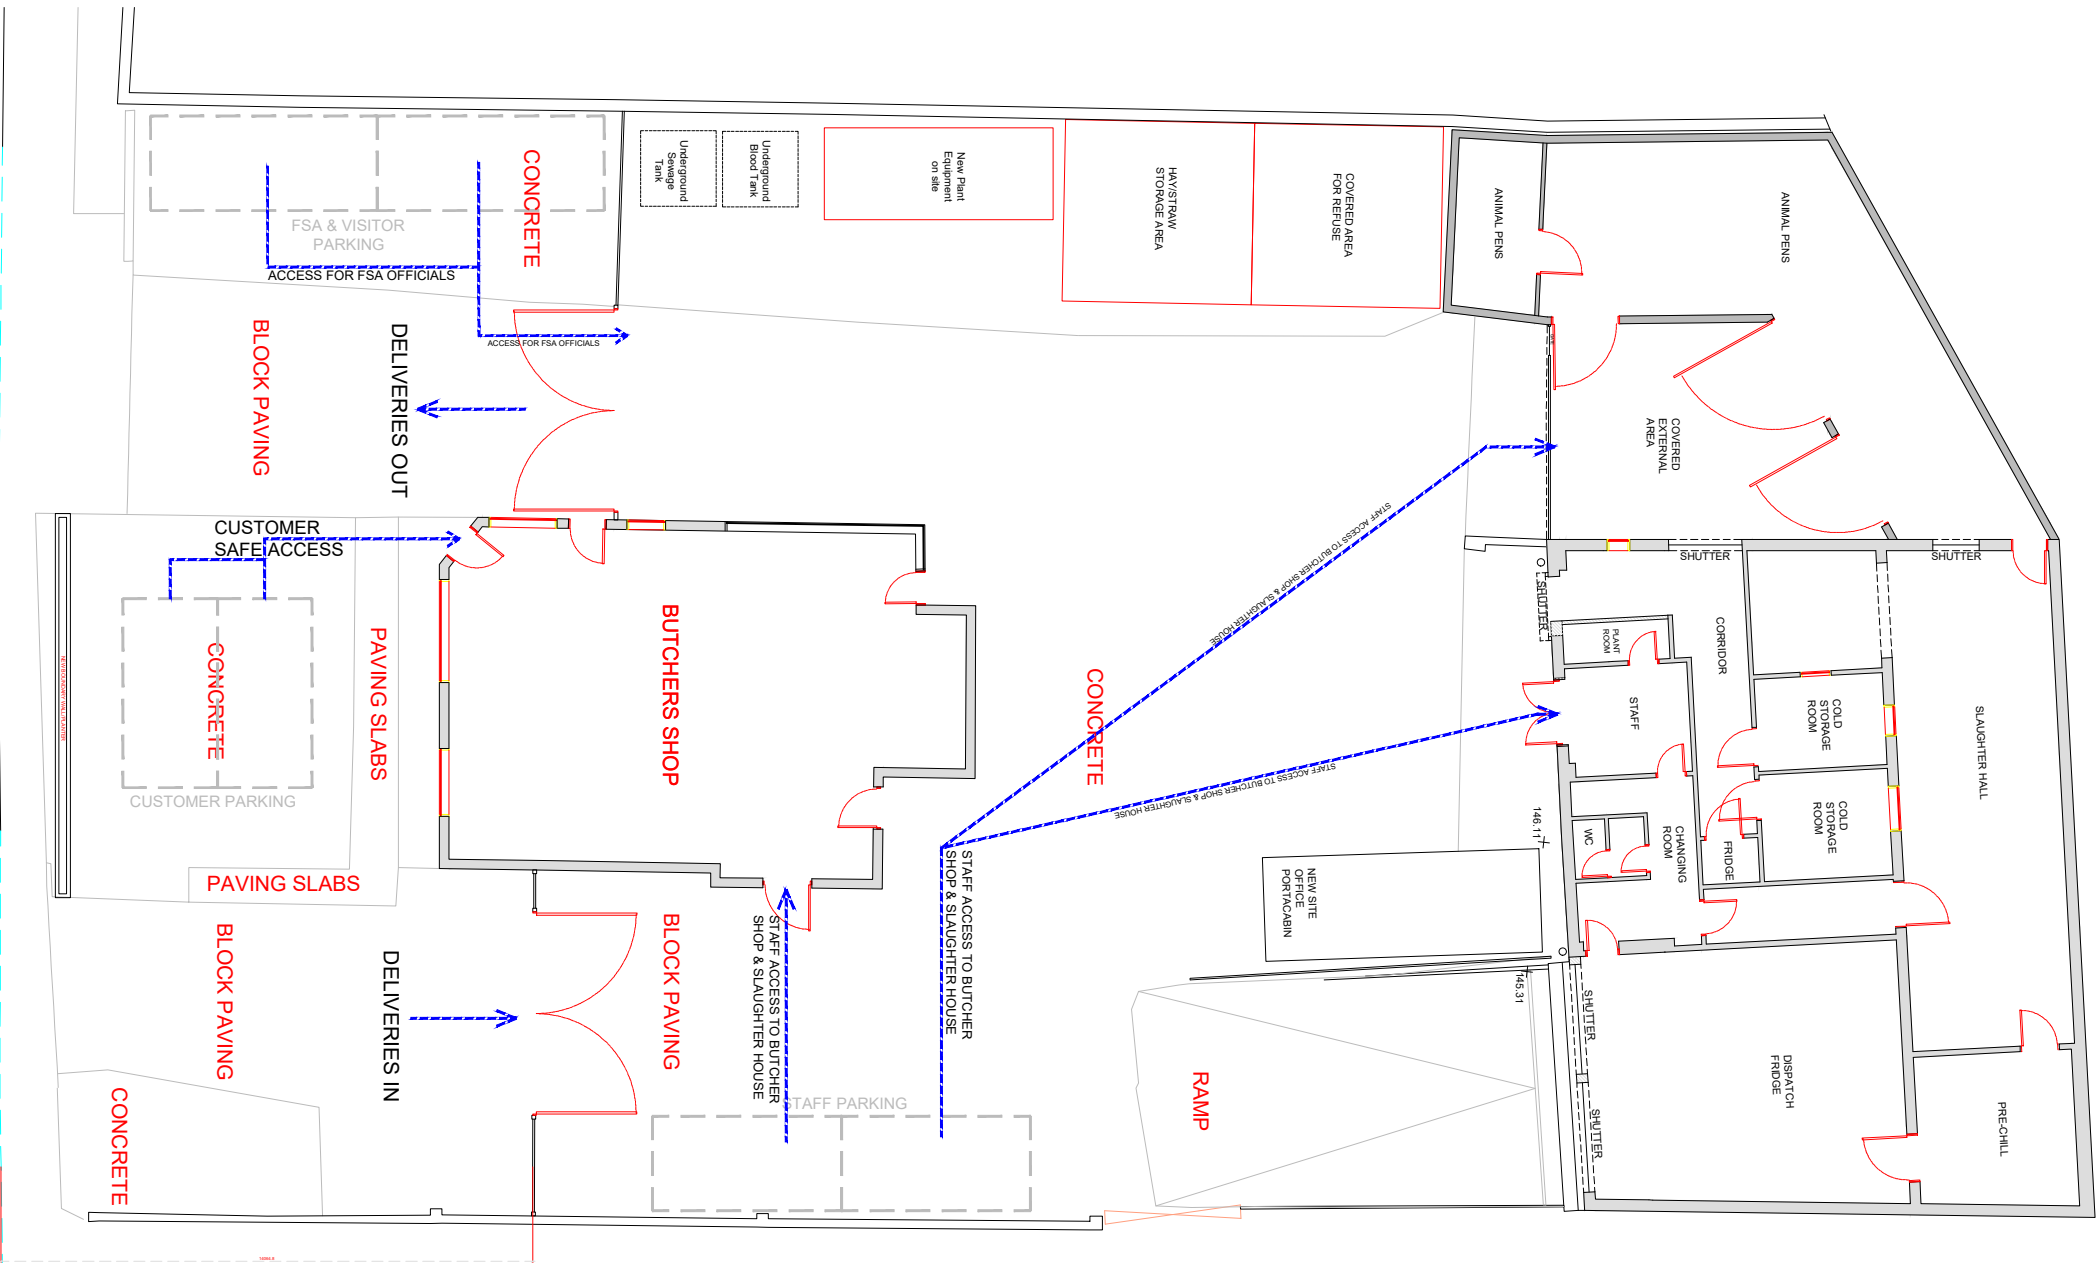 CONCRETE
FSA & VISITOR
PARKING
ACCESS FOR FSA OFFICIALS
ACCESS FOR FSA OFFICIALS
Underground
Sewage
Tank
Underground
Blood Tank
New Plant
Equipment
on site
HAY/STRAW
STORAGE AREA
COVERED AREA
FOR REFUSE
ANIMAL PENS
ANIMAL PENS
BLOCK PAVING
DELIVERIES OUT
COVERED
EXTERNAL
AREA
CUSTOMER
SAFE ACCESS
CONCRETE
CUSTOMER PARKING
PAVING SLABS
PAVING SLABS
NEW BOUNDARY WALL/PLANTER
BUTCHERS SHOP
CONCRETE
STAFF ACCESS TO BUTCHER SHOP & SLAUGHTER HOUSE
STAFF ACCESS TO BUTCHER SHOP & SLAUGHTER HOUSE
SHUTTER
SHUTTER
SHUTTER
PLANT
ROOM
CORRIDOR
STAFF
COLD
STORAGE
ROOM
COLD
STORAGE
ROOM
SLAUGHTER HALL
WC
CHANGING
ROOM
FRIDGE
146.11
NEW SITE
OFFICE
PORTACABIN
145.31
SHUTTER
SHUTTER
DISPATCH
FRIDGE
PRE-CHILL
BLOCK PAVING
DELIVERIES IN
BLOCK PAVING
STAFF ACCESS TO BUTCHER
SHOP & SLAUGHTER HOUSE
STAFF ACCESS TO BUTCHER
SHOP & SLAUGHTER HOUSE
STAFF PARKING
RAMP
CONCRETE